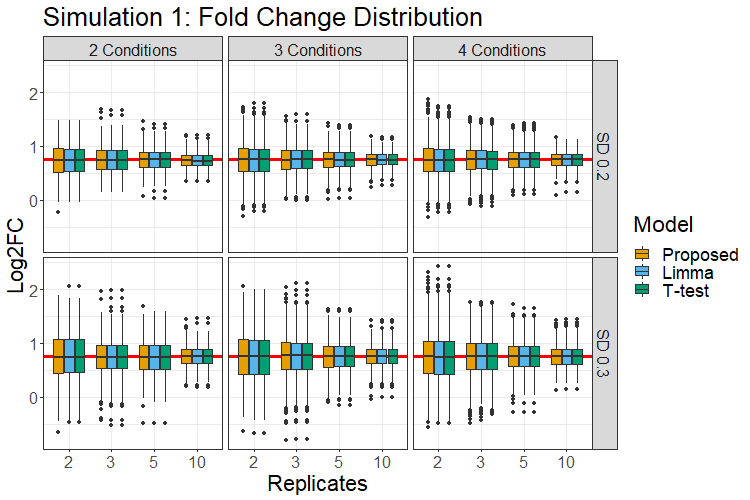 Simulation 1: Fold Change Distribution
2 Conditions
3 Conditions
4 Conditions
2
1
0
SD 0.2
2
1
0
SD 0.3
Log2FC
2 3 5 10
2 3 5 10
2 3 5 10
Replicates
Model
Proposed
Limma
T-test